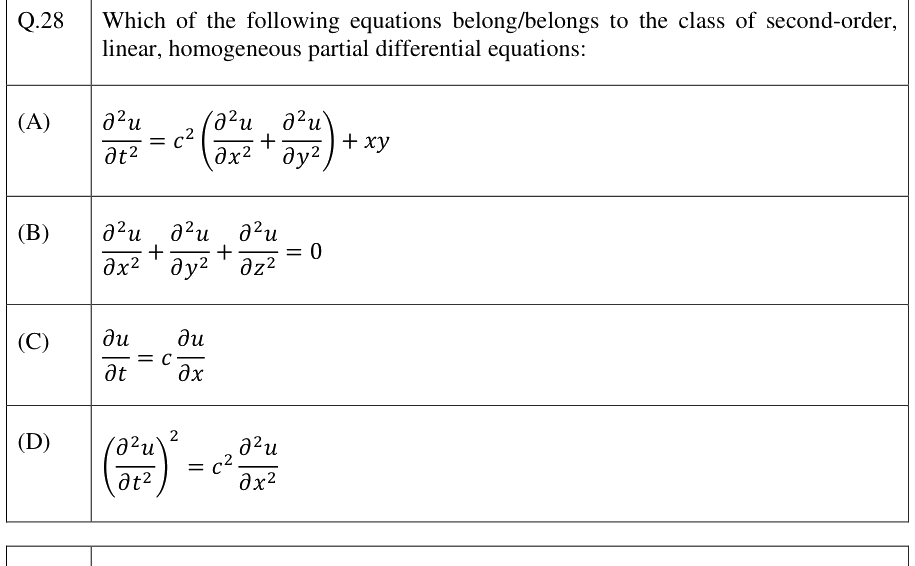 Q.28 Which of the following equations belong/belongs to the class of second-order,
linear, homogeneous partial differential equations:
(A) ∂²u/∂t² = c² (∂²u/∂x² + ∂²u/∂y²) + xy
(B) ∂²u/∂x² + ∂²u/∂y² + ∂²u/∂z² = 0
(C) ∂u/∂t = c ∂u/∂x
(D) (∂²u/∂t²)² = c² ∂²u/∂x²